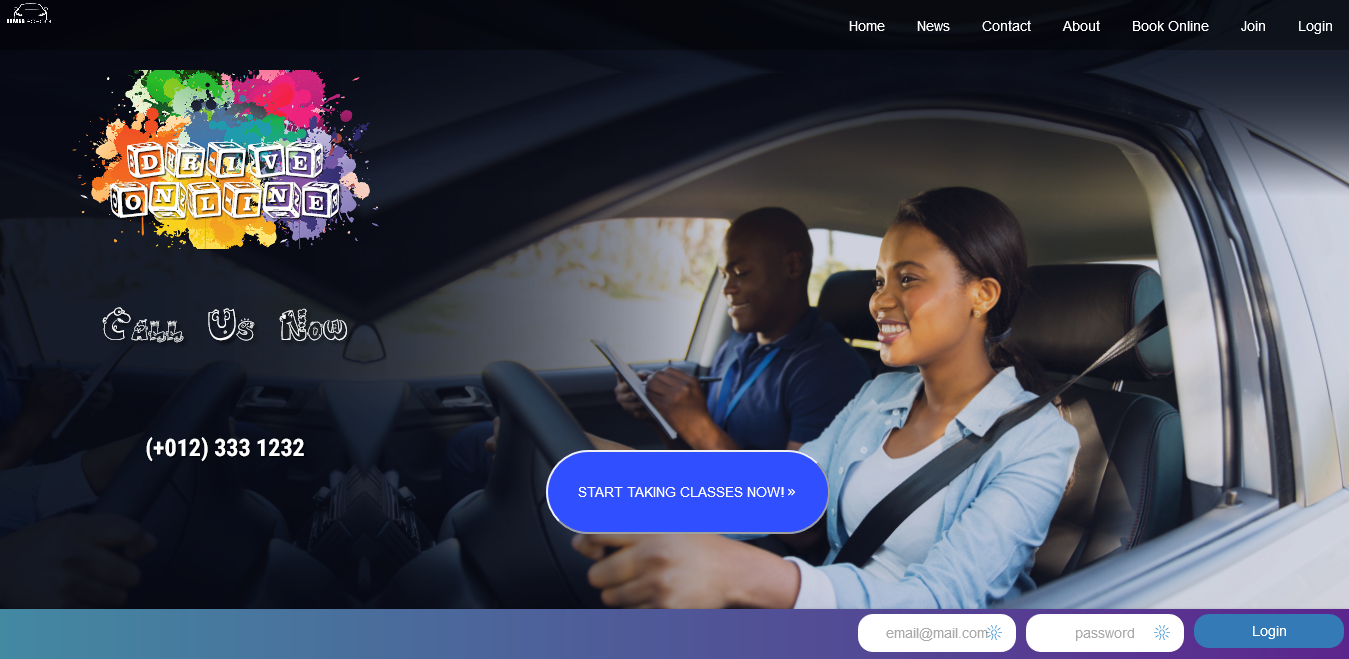 Home News Contact About Book Online Join Login
DRIVE
ONLINE
Call Us Now
(+012) 333 1232
START TAKING CLASSES NOW! »
email@mail.com password Login